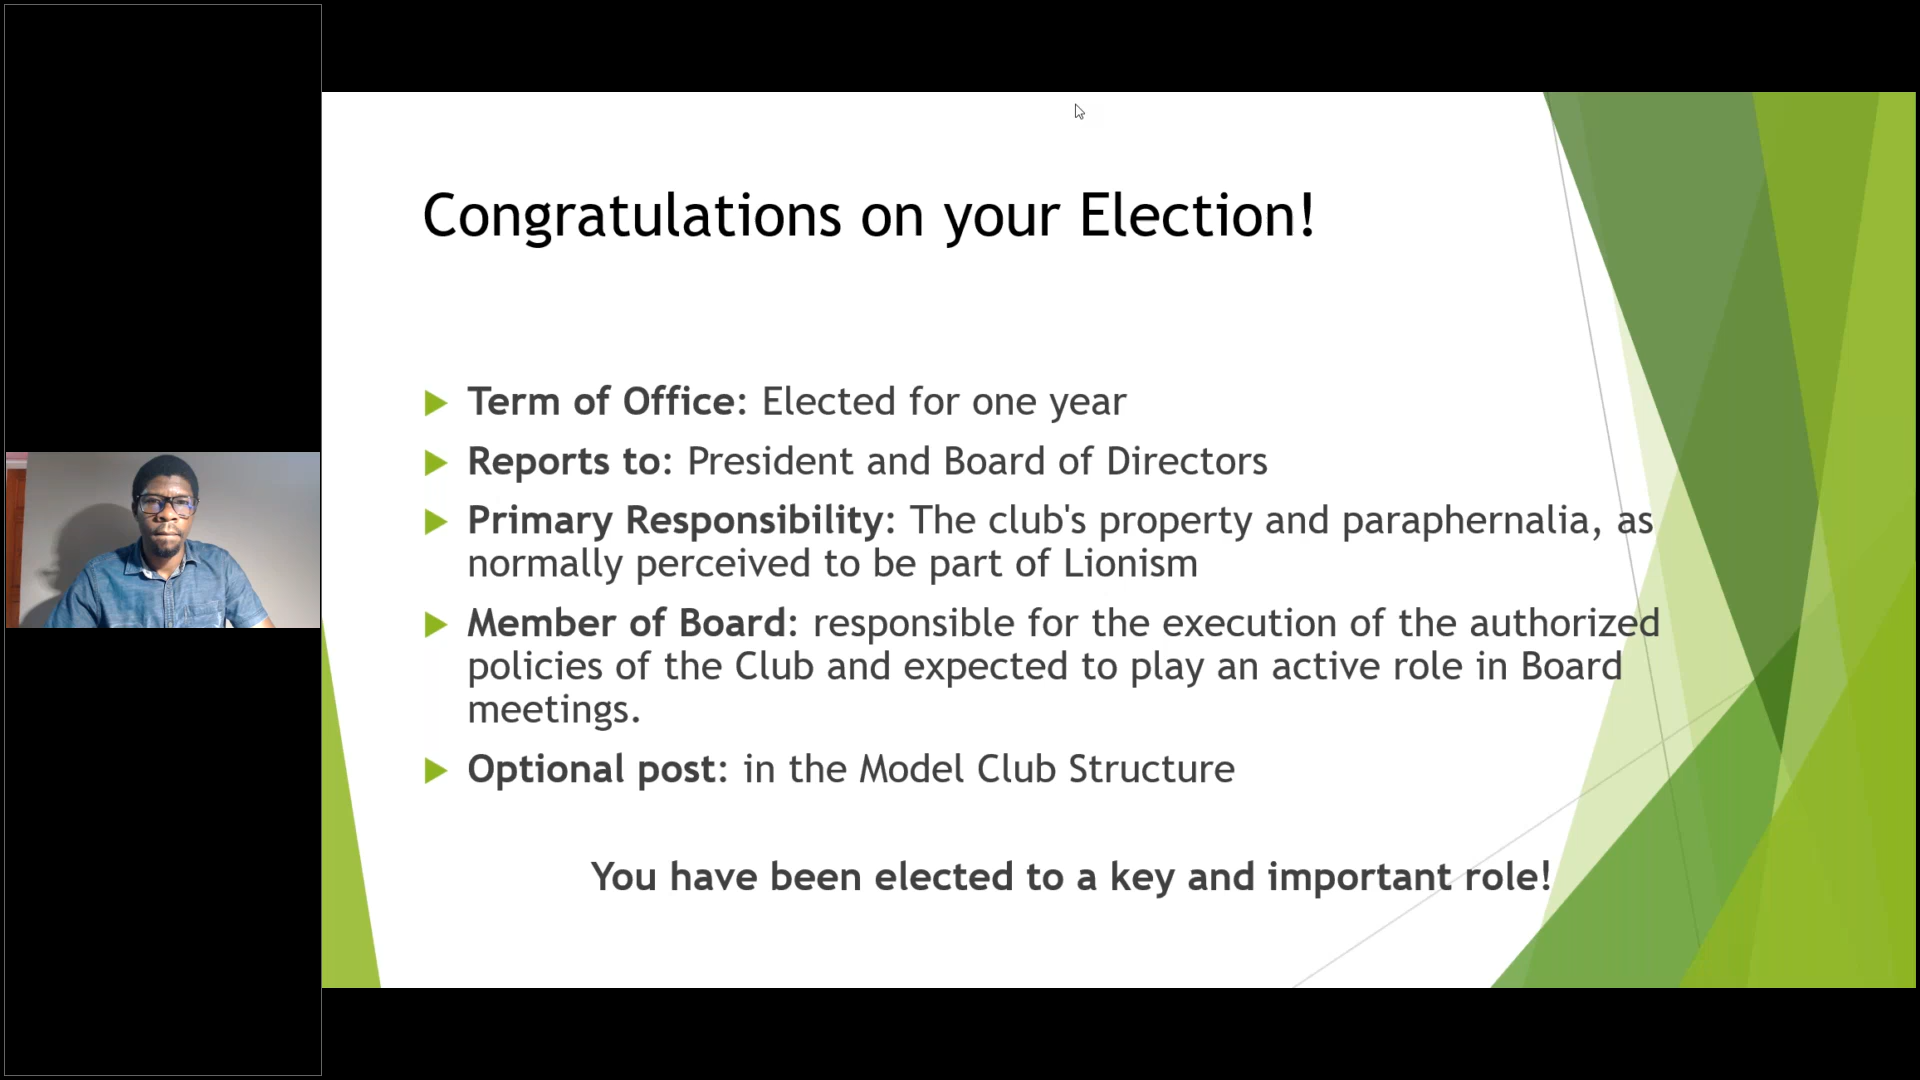 Congratulations on your Election!
Term of Office: Elected for one year
Reports to: President and Board of Directors
Primary Responsibility: The club's property and paraphernalia, as
normally perceived to be part of Lionism
Member of Board: responsible for the execution of the authorized
policies of the Club and expected to play an active role in Board
meetings.
Optional post: in the Model Club Structure
You have been elected to a key and important role!